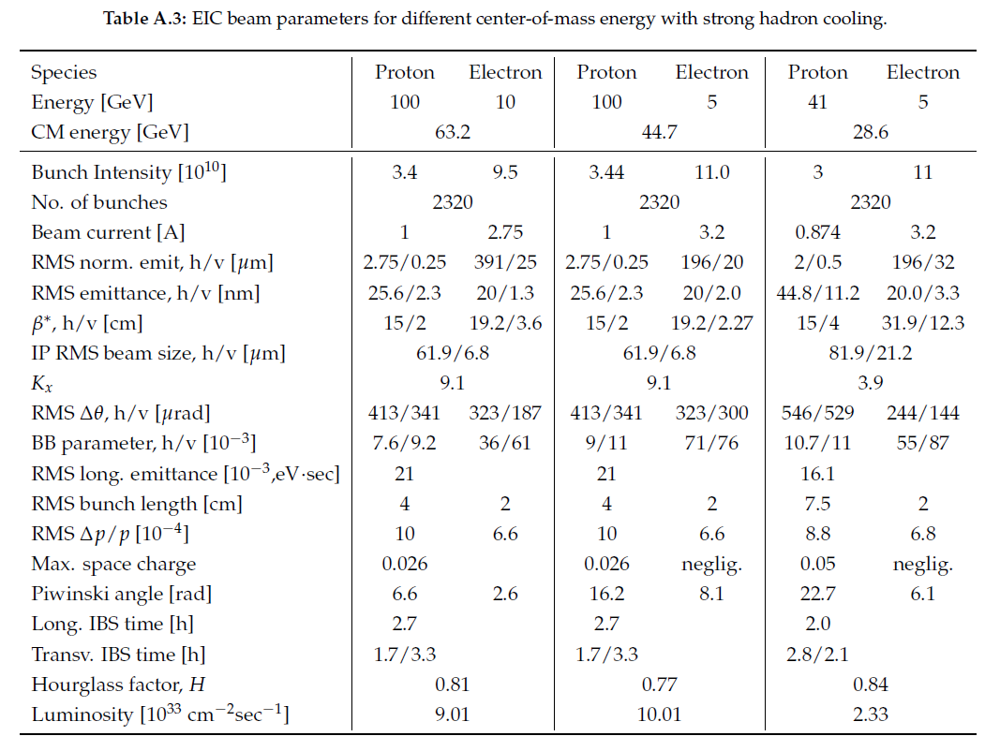 Table A.3: EIC beam parameters for different center-of-mass energy with strong hadron cooling.
Species Proton Electron Proton Electron Proton Electron
Energy [GeV] 100 10 100 5 41 5
CM energy [GeV] 63.2 44.7 28.6
Bunch Intensity [10¹⁰] 3.4 9.5 3.44 11.0 3 11
No. of bunches 2320 2320 2320
Beam current [A] 1 2.75 1 3.2 0.874 3.2
RMS norm. emit, h/v [μm] 2.75/0.25 391/25 2.75/0.25 196/20 2/0.5 196/32
RMS emittance, h/v [nm] 25.6/2.3 20/1.3 25.6/2.3 20/2.0 44.8/11.2 20.0/3.3
β*, h/v [cm] 15/2 19.2/3.6 15/2 19.2/2.27 15/4 31.9/12.3
IP RMS beam size, h/v [μm] 61.9/6.8 61.9/6.8 81.9/21.2
Kₓ 9.1 9.1 3.9
RMS Δθ, h/v [μrad] 413/341 323/187 413/341 323/300 546/529 244/144
BB parameter, h/v [10⁻³] 7.6/9.2 36/61 9/11 71/76 10.7/11 55/87
RMS long. emittance [10⁻³,eV·sec] 21 21 16.1
RMS bunch length [cm] 4 2 4 2 7.5 2
RMS Δp/p [10⁻⁴] 10 6.6 10 6.6 8.8 6.8
Max. space charge 0.026 0.026 neglig. 0.05 neglig.
Piwinski angle [rad] 6.6 2.6 16.2 8.1 22.7 6.1
Long. IBS time [h] 2.7 2.7 2.0
Transv. IBS time [h] 1.7/3.3 1.7/3.3 2.8/2.1
Hourglass factor, H 0.81 0.77 0.84
Luminosity [10³³ cm⁻²sec⁻¹] 9.01 10.01 2.33